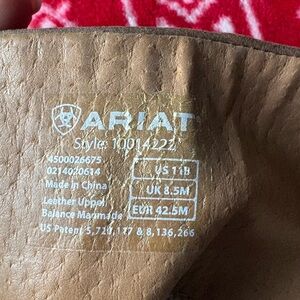 ARIAT
Style: 10014222
4500026675
0214020614
Made in China
Leather Upper
Balance Manmade
US 11B
UK 8.5M
EUR 42.5M
US Patent 5,720,117 & 8,136,266